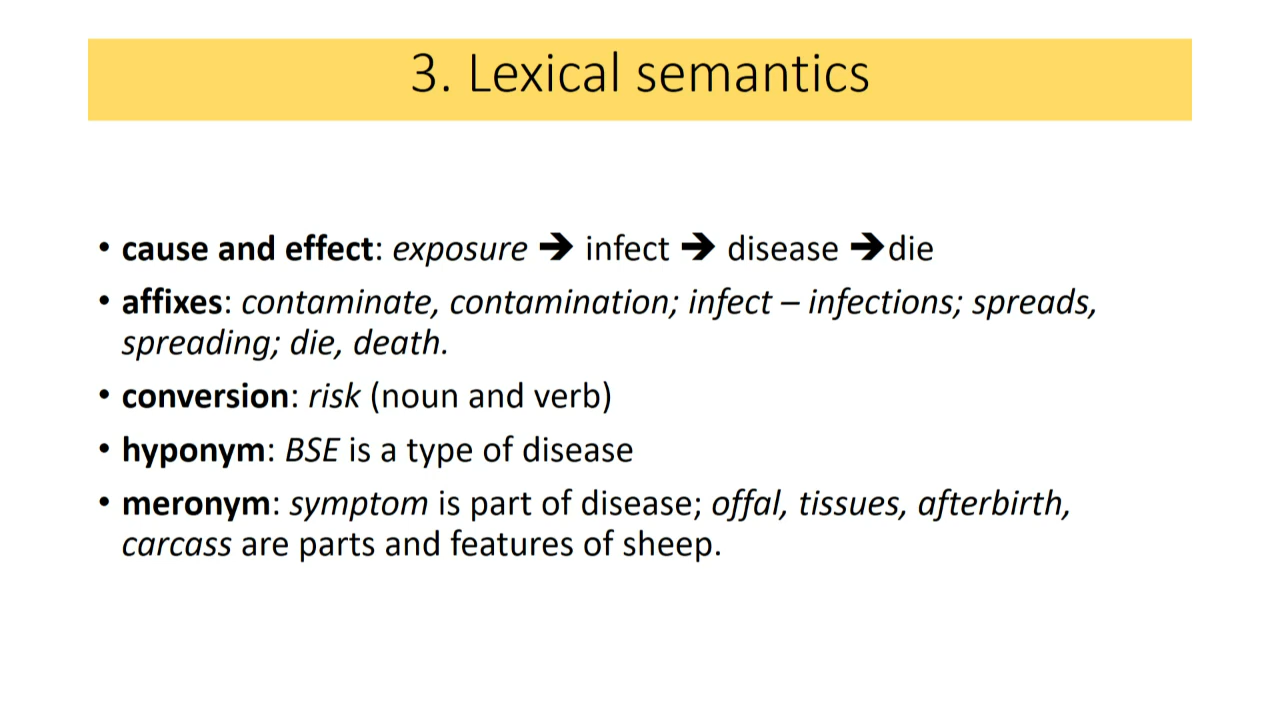 3. Lexical semantics
• cause and effect: exposure ➔ infect ➔ disease ➔die
• affixes: contaminate, contamination; infect – infections; spreads,
spreading; die, death.
• conversion: risk (noun and verb)
• hyponym: BSE is a type of disease
• meronym: symptom is part of disease; offal, tissues, afterbirth,
carcass are parts and features of sheep.